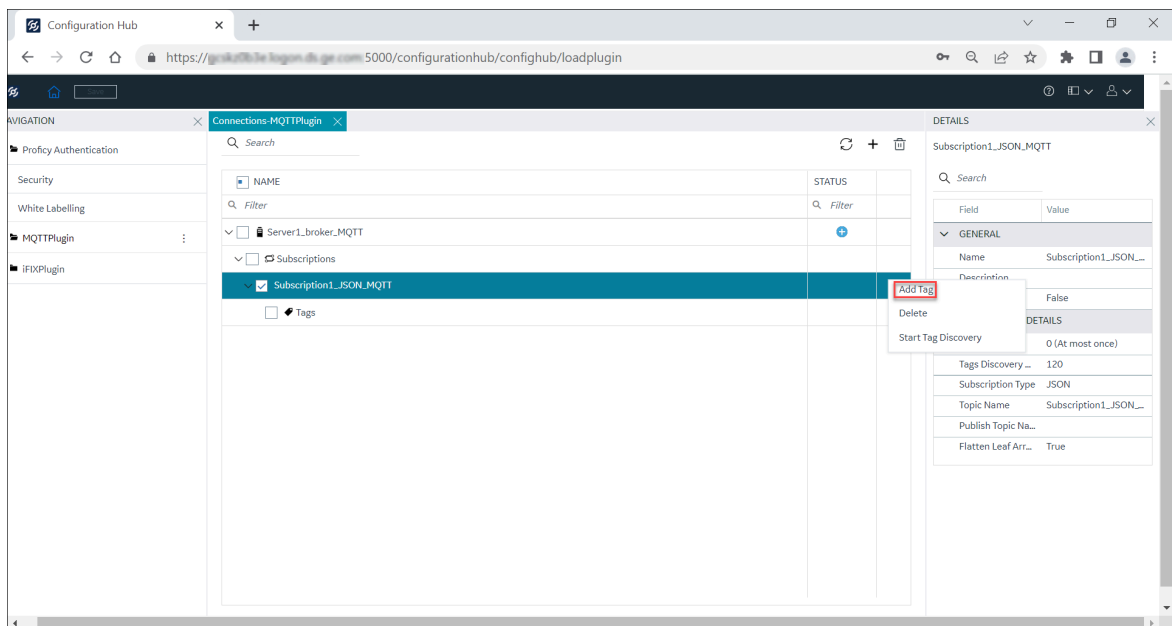 Configuration Hub
https://
5000/configurationhub/confighub/loadplugin
Save
AVIGATION
Connections-MQTTPlugin
DETAILS
Proficy Authentication
Search
Subscription1_JSON_MQTT
Security
NAME
STATUS
Search
White Labelling
Filter
Filter
Field Value
MQTTPlugin
Server1_broker_MQTT
GENERAL
iFIXPlugin
Subscriptions
Name Subscription1_JSON_...
Subscription1_JSON_MQTT
Description
Add Tag
False
Tags
Delete
DETAILS
Start Tag Discovery
0 (At most once)
Tags Discovery ... 120
Subscription Type JSON
Topic Name Subscription1_JSON_...
Publish Topic Na...
Flatten Leaf Arr... True